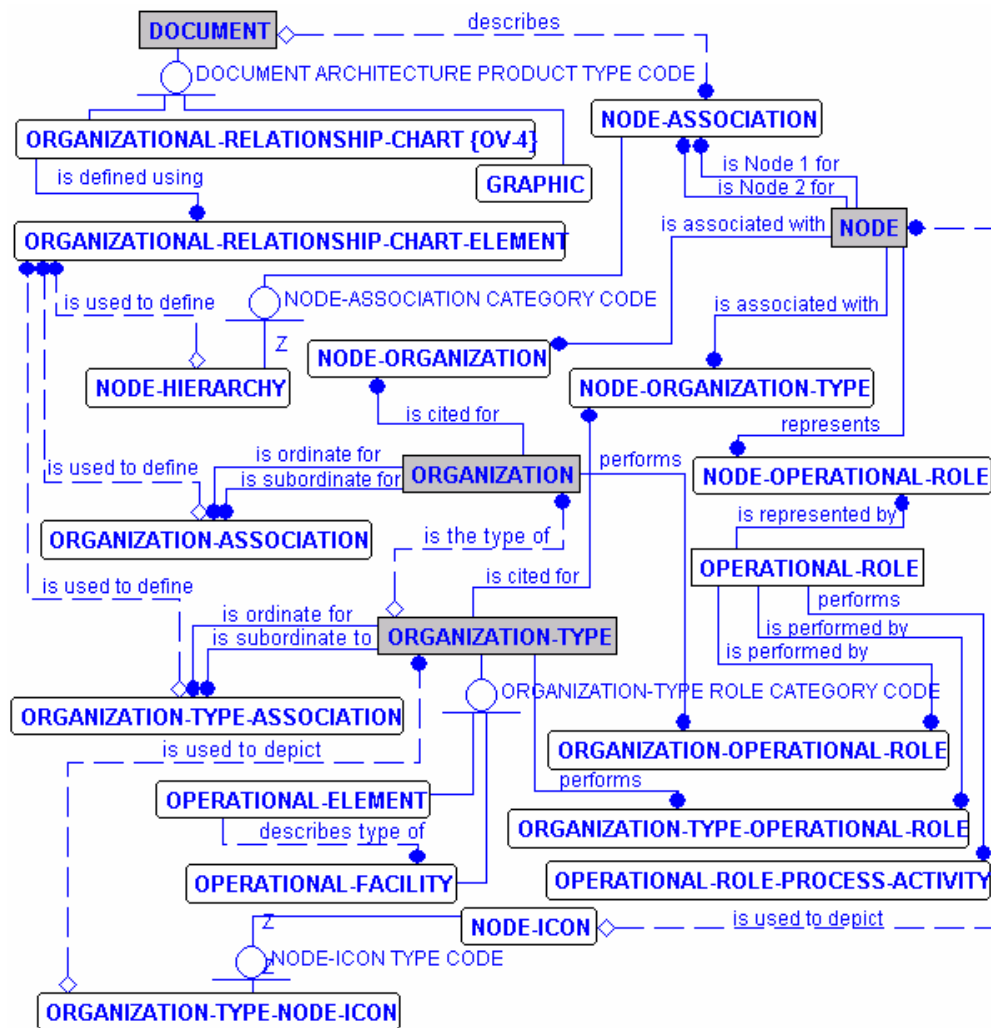 describes
DOCUMENT
DOCUMENT ARCHITECTURE PRODUCT TYPE CODE
NODE-ASSOCIATION
ORGANIZATIONAL-RELATIONSHIP-CHART {OV-4}
is Node 1 for
is defined using
GRAPHIC
is Node 2 for
is associated with
NODE
ORGANIZATIONAL-RELATIONSHIP-CHART-ELEMENT
is used to define
NODE-ASSOCIATION CATEGORY CODE
is associated with
Z
NODE-ORGANIZATION
NODE-HIERARCHY
NODE-ORGANIZATION-TYPE
is cited for
represents
is ordinate for
performs
is used to define
ORGANIZATION
NODE-OPERATIONAL-ROLE
is subordinate for
is represented by
ORGANIZATION-ASSOCIATION
is the type of
OPERATIONAL-ROLE
is used to define
is cited for
performs
is ordinate for
is performed by
is subordinate to
ORGANIZATION-TYPE
is performed by
ORGANIZATION-TYPE ROLE CATEGORY CODE
ORGANIZATION-TYPE-ASSOCIATION
is used to depict
ORGANIZATION-OPERATIONAL-ROLE
performs
OPERATIONAL-ELEMENT
describes type of
ORGANIZATION-TYPE-OPERATIONAL-ROLE
OPERATIONAL-FACILITY
OPERATIONAL-ROLE-PROCESS-ACTIVITY
Z
NODE-ICON
is used to depict
NODE-ICON TYPE CODE
Z
ORGANIZATION-TYPE-NODE-ICON